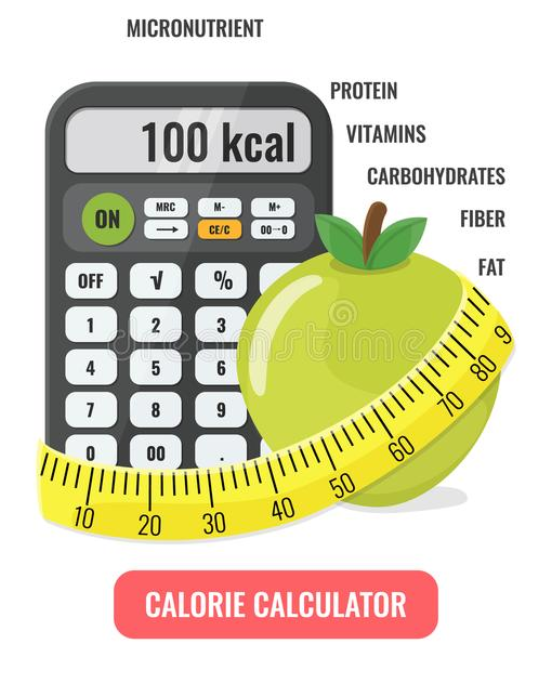 MICRONUTRIENT
PROTEIN
100 kcal
VITAMINS
CARBOHYDRATES
ON
MRC
M-
M+
→
CE/C
00→0
FIBER
FAT
OFF
√
%
1
2
3
4
5
6
7
8
9
0
00
.
dreamstime.com
10
20
30
40
50
60
70
80
9
CALORIE CALCULATOR